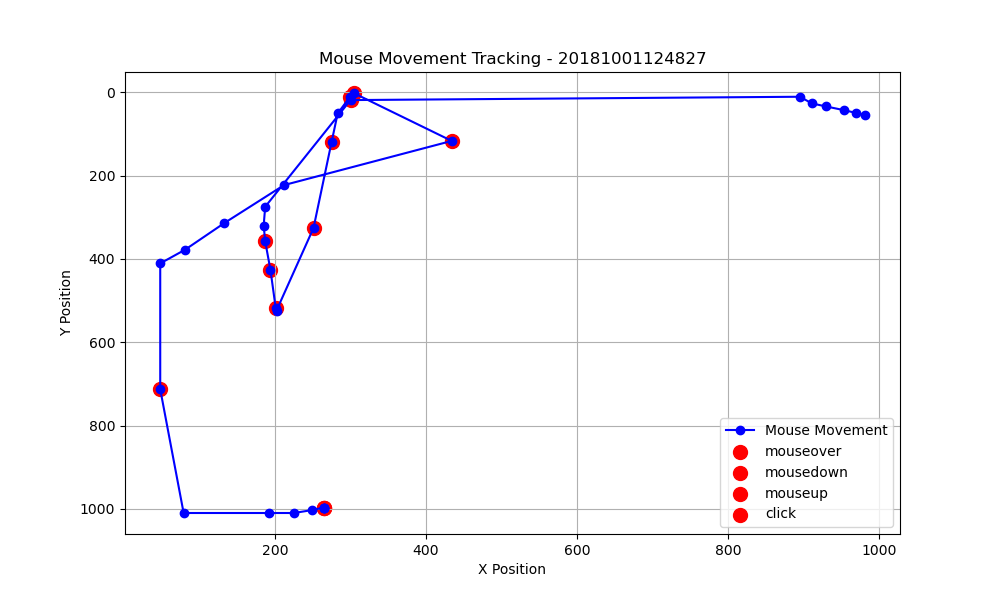 Mouse Movement Tracking - 20181001124827
0
200
400
600
800
1000
Y Position
200
400
600
800
1000
X Position
Mouse Movement
mouseover
mousedown
mouseup
click